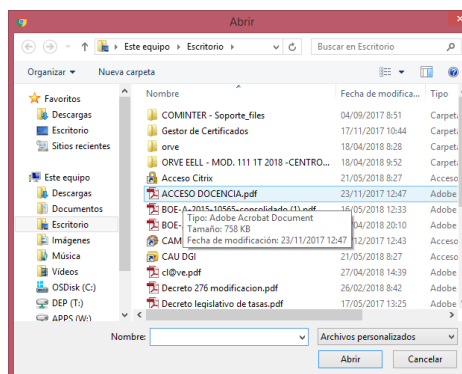 Abrir
Este equipo Escritorio Buscar en Escritorio
Organizar Nueva carpeta
Nombre Fecha de modifica... Tipo
Favoritos
Descargas
Escritorio
Sitios recientes
Este equipo
Descargas
Documentos
Escritorio
Imágenes
Música
Vídeos
OSDisk (C:)
DEP (T:)
APPS (W:)
COMINTER - Soporte_files 04/09/2017 8:51 Carpeta
Gestor de Certificados 17/11/2017 10:44 Carpeta
orve 18/04/2018 8:28 Carpeta
ORVE EELL - MOD. 111 1T 2018 -CENTRO... 18/04/2018 9:52 Carpeta
Acceso Citrix 21/05/2018 8:27 Acceso
ACCESO DOCENCIA.pdf 23/11/2017 12:47 Adobe
BOE-A-2015-10565-consolidado (1).pdf 16/05/2018 12:33 Adobe
BOE- /04/2018 20:10 Adobe
CAM /12/2017 12:43 Acceso
Tipo: Adobe Acrobat Document
Tamaño: 758 KB
Fecha de modificación: 23/11/2017 12:47
CAU DGI 21/05/2018 8:27 Acceso
cl@ve.pdf 27/04/2018 14:39 Adobe
Decreto 276 modificacion.pdf 26/02/2018 8:42 Adobe
Decreto legislativo de tasas.pdf 17/05/2017 13:25 Adobe
Nombre: Archivos personalizados
Abrir Cancelar